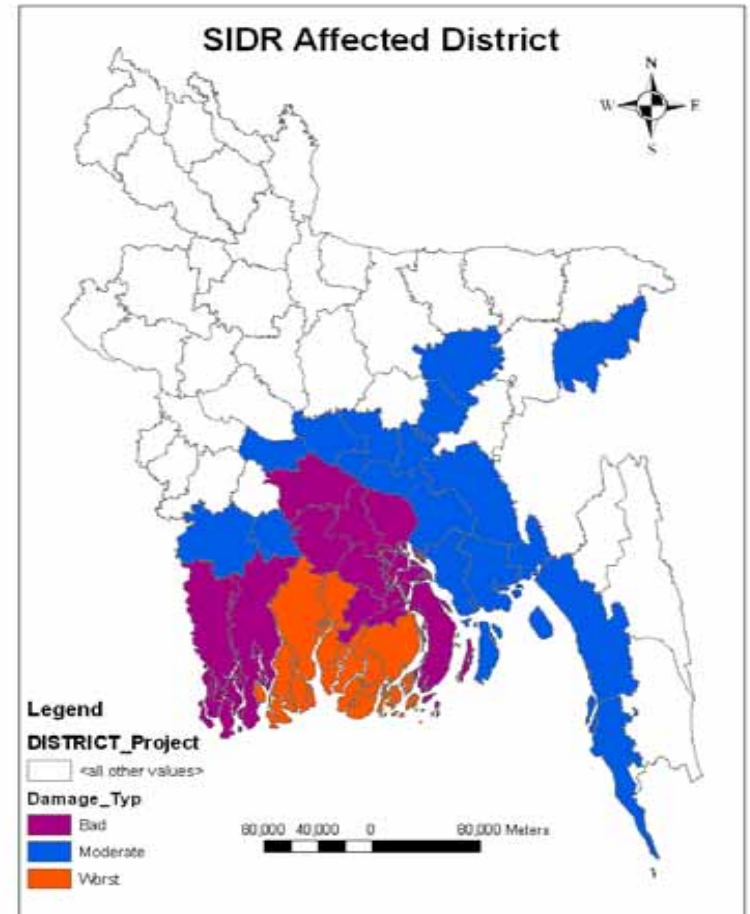 SIDR Affected District
N
W E
S
Legend
DISTRICT_Project
<all other values>
Damage_Typ
Bad
Moderate
Worst
80,000 40,000 0 80,000 Meters